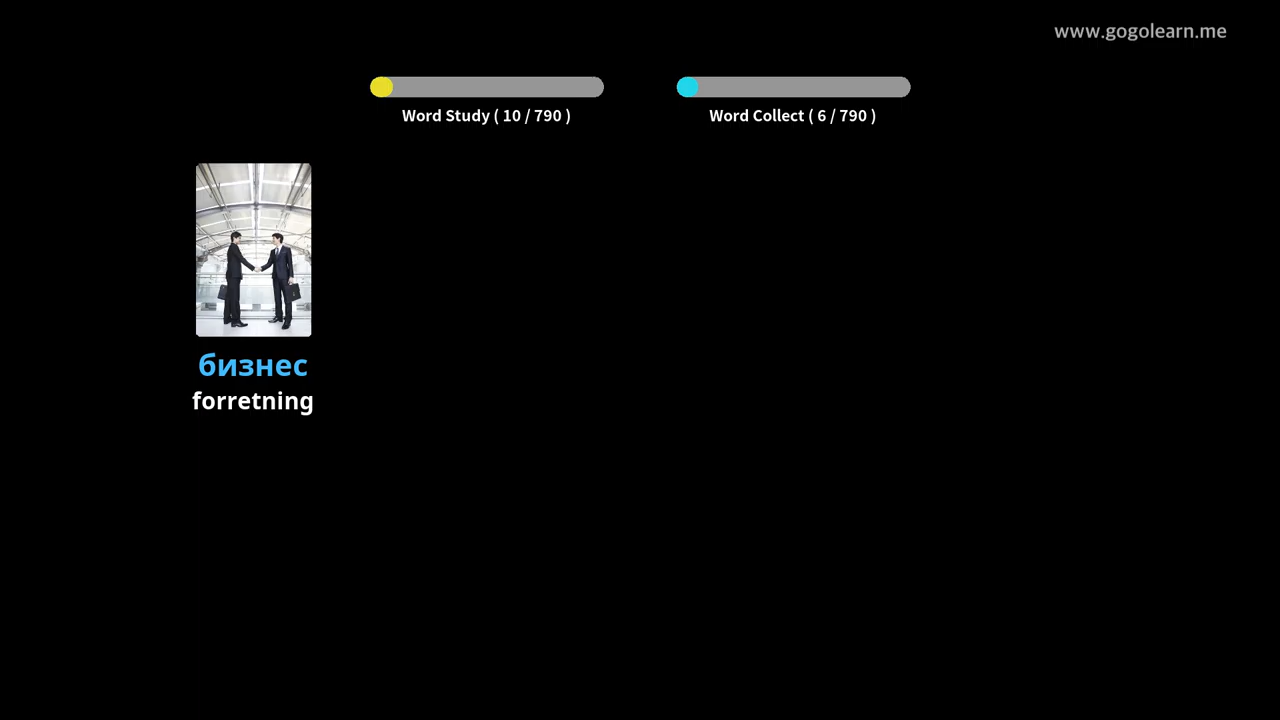 www.gogolearn.me
Word Study ( 10 / 790 )
Word Collect ( 6 / 790 )
бизнес
forretning